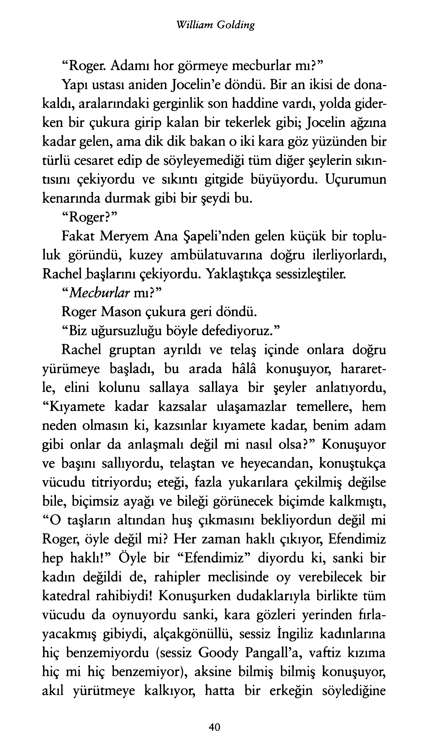 William Golding
“Roger. Adamı hor görmeye mecburlar mı?”
Yapı ustası aniden Jocelin’e döndü. Bir an ikisi de dona-
kaldı, aralarındaki gerginlik son haddine vardı, yolda gider-
ken bir çukura girip kalan bir tekerlek gibi; Jocelin ağzına
kadar gelen, ama dik dik bakan o iki kara göz yüzünden bir
türlü cesaret edip de söyleyemediği tüm diğer şeylerin sıkın-
tısını çekiyordu ve sıkıntı gitgide büyüyordu. Uçurumun
kenarında durmak gibi bir şeydi bu.
“Roger?”
Fakat Meryem Ana Şapeli’nden gelen küçük bir toplu-
luk göründü, kuzey ambülatuvarına doğru ilerliyorlardı,
Rachel başlarını çekiyordu. Yaklaştıkça sessizleştiler.
“Mecburlar mı?”
Roger Mason çukura geri döndü.
“Biz uğursuzluğu böyle defediyoruz.”
Rachel gruptan ayrıldı ve telaş içinde onlara doğru
yürümeye başladı, bu arada hâlâ konuşuyor, hararet-
le, elini kolunu sallaya sallaya bir şeyler anlatıyordu,
“Kıyamete kadar kazsalar ulaşamazlar temellere, hem
neden olmasın ki, kazsınlar kıyamete kadar, benim adam
gibi onlar da anlaşmalı değil mi nasıl olsa?” Konuşuyor
ve başını sallıyordu, telaştan ve heyecandan, konuştukça
vücudu titriyordu; eteği, fazla yukarılara çekilmiş değilse
bile, biçimsiz ayağı ve bileği görünecek biçimde kalkmıştı,
“O taşların altından huş çıkmasını bekliyordun değil mi
Roger, öyle değil mi? Her zaman haklı çıkıyor, Efendimiz
hep haklı!” Öyle bir “Efendimiz” diyordu ki, sanki bir
kadın değildi de, rahipler meclisinde oy verebilecek bir
katedral rahibiydi! Konuşurken dudaklarıyla birlikte tüm
vücudu da oynuyordu sanki, kara gözleri yerinden fırla-
yacakmış gibiydi, alçakgönüllü, sessiz İngiliz kadınlarına
hiç benzemiyordu (sessiz Goody Pangall’a, vaftiz kızıma
hiç mi hiç benzemiyor), aksine bilmiş bilmiş konuşuyor,
akıl yürütmeye kalkıyor, hatta bir erkeğin söylediğine
40